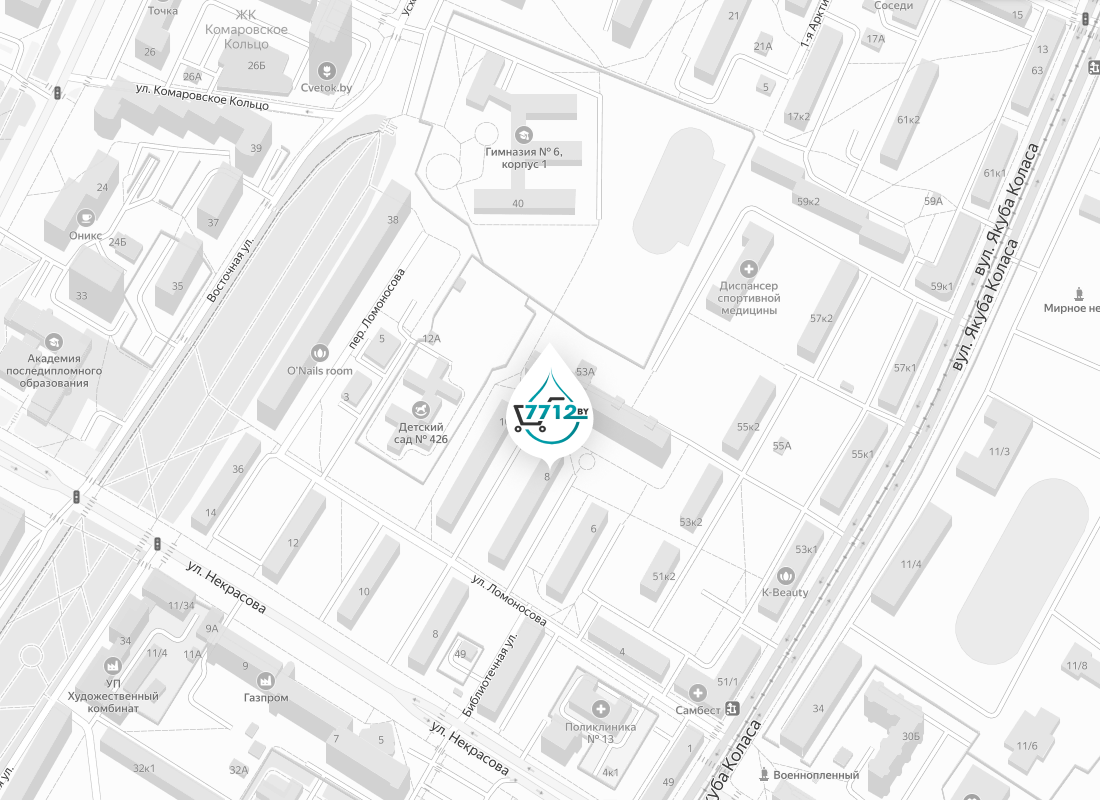 Точка
ЖК
Комаровское
Кольцо
26
26А
26Б
Cvetok.by
ул. Комаровское Кольцо
39
21
21А
17А
5
17к2
Соседи
15
13
63
61к2
61к1
59А
59к2
59к1
Гимназия № 6,
корпус 1
40
24
Оникс
24Б
37
33
35
38
Восточная ул.
пер. Ломоносова
вул. Якуба Коласа
вул. Якуба Коласа
Мирное не
Диспансер
спортивной
медицины
57к2
57к1
Академия
последипломного
образования
O'Nails room
5
12А
3
Детский
сад № 426
53А
7712BY
8
55к2
55А
55к1
11/3
36
14
12
10
6
53к2
53к1
51к2
K-Beauty
11/4
ул. Некрасова
ул. Ломоносова
11/34
34
9А
11/4
11А
9
8
49
4
51/1
Самбест
11/8
УП
Художественный
комбинат
Газпром
Библиотечная ул.
Поликлиника
№ 13
34
30Б
11/6
7
5
ул. Некрасова
32к1
32А
4к1
1
49
Военнопленный